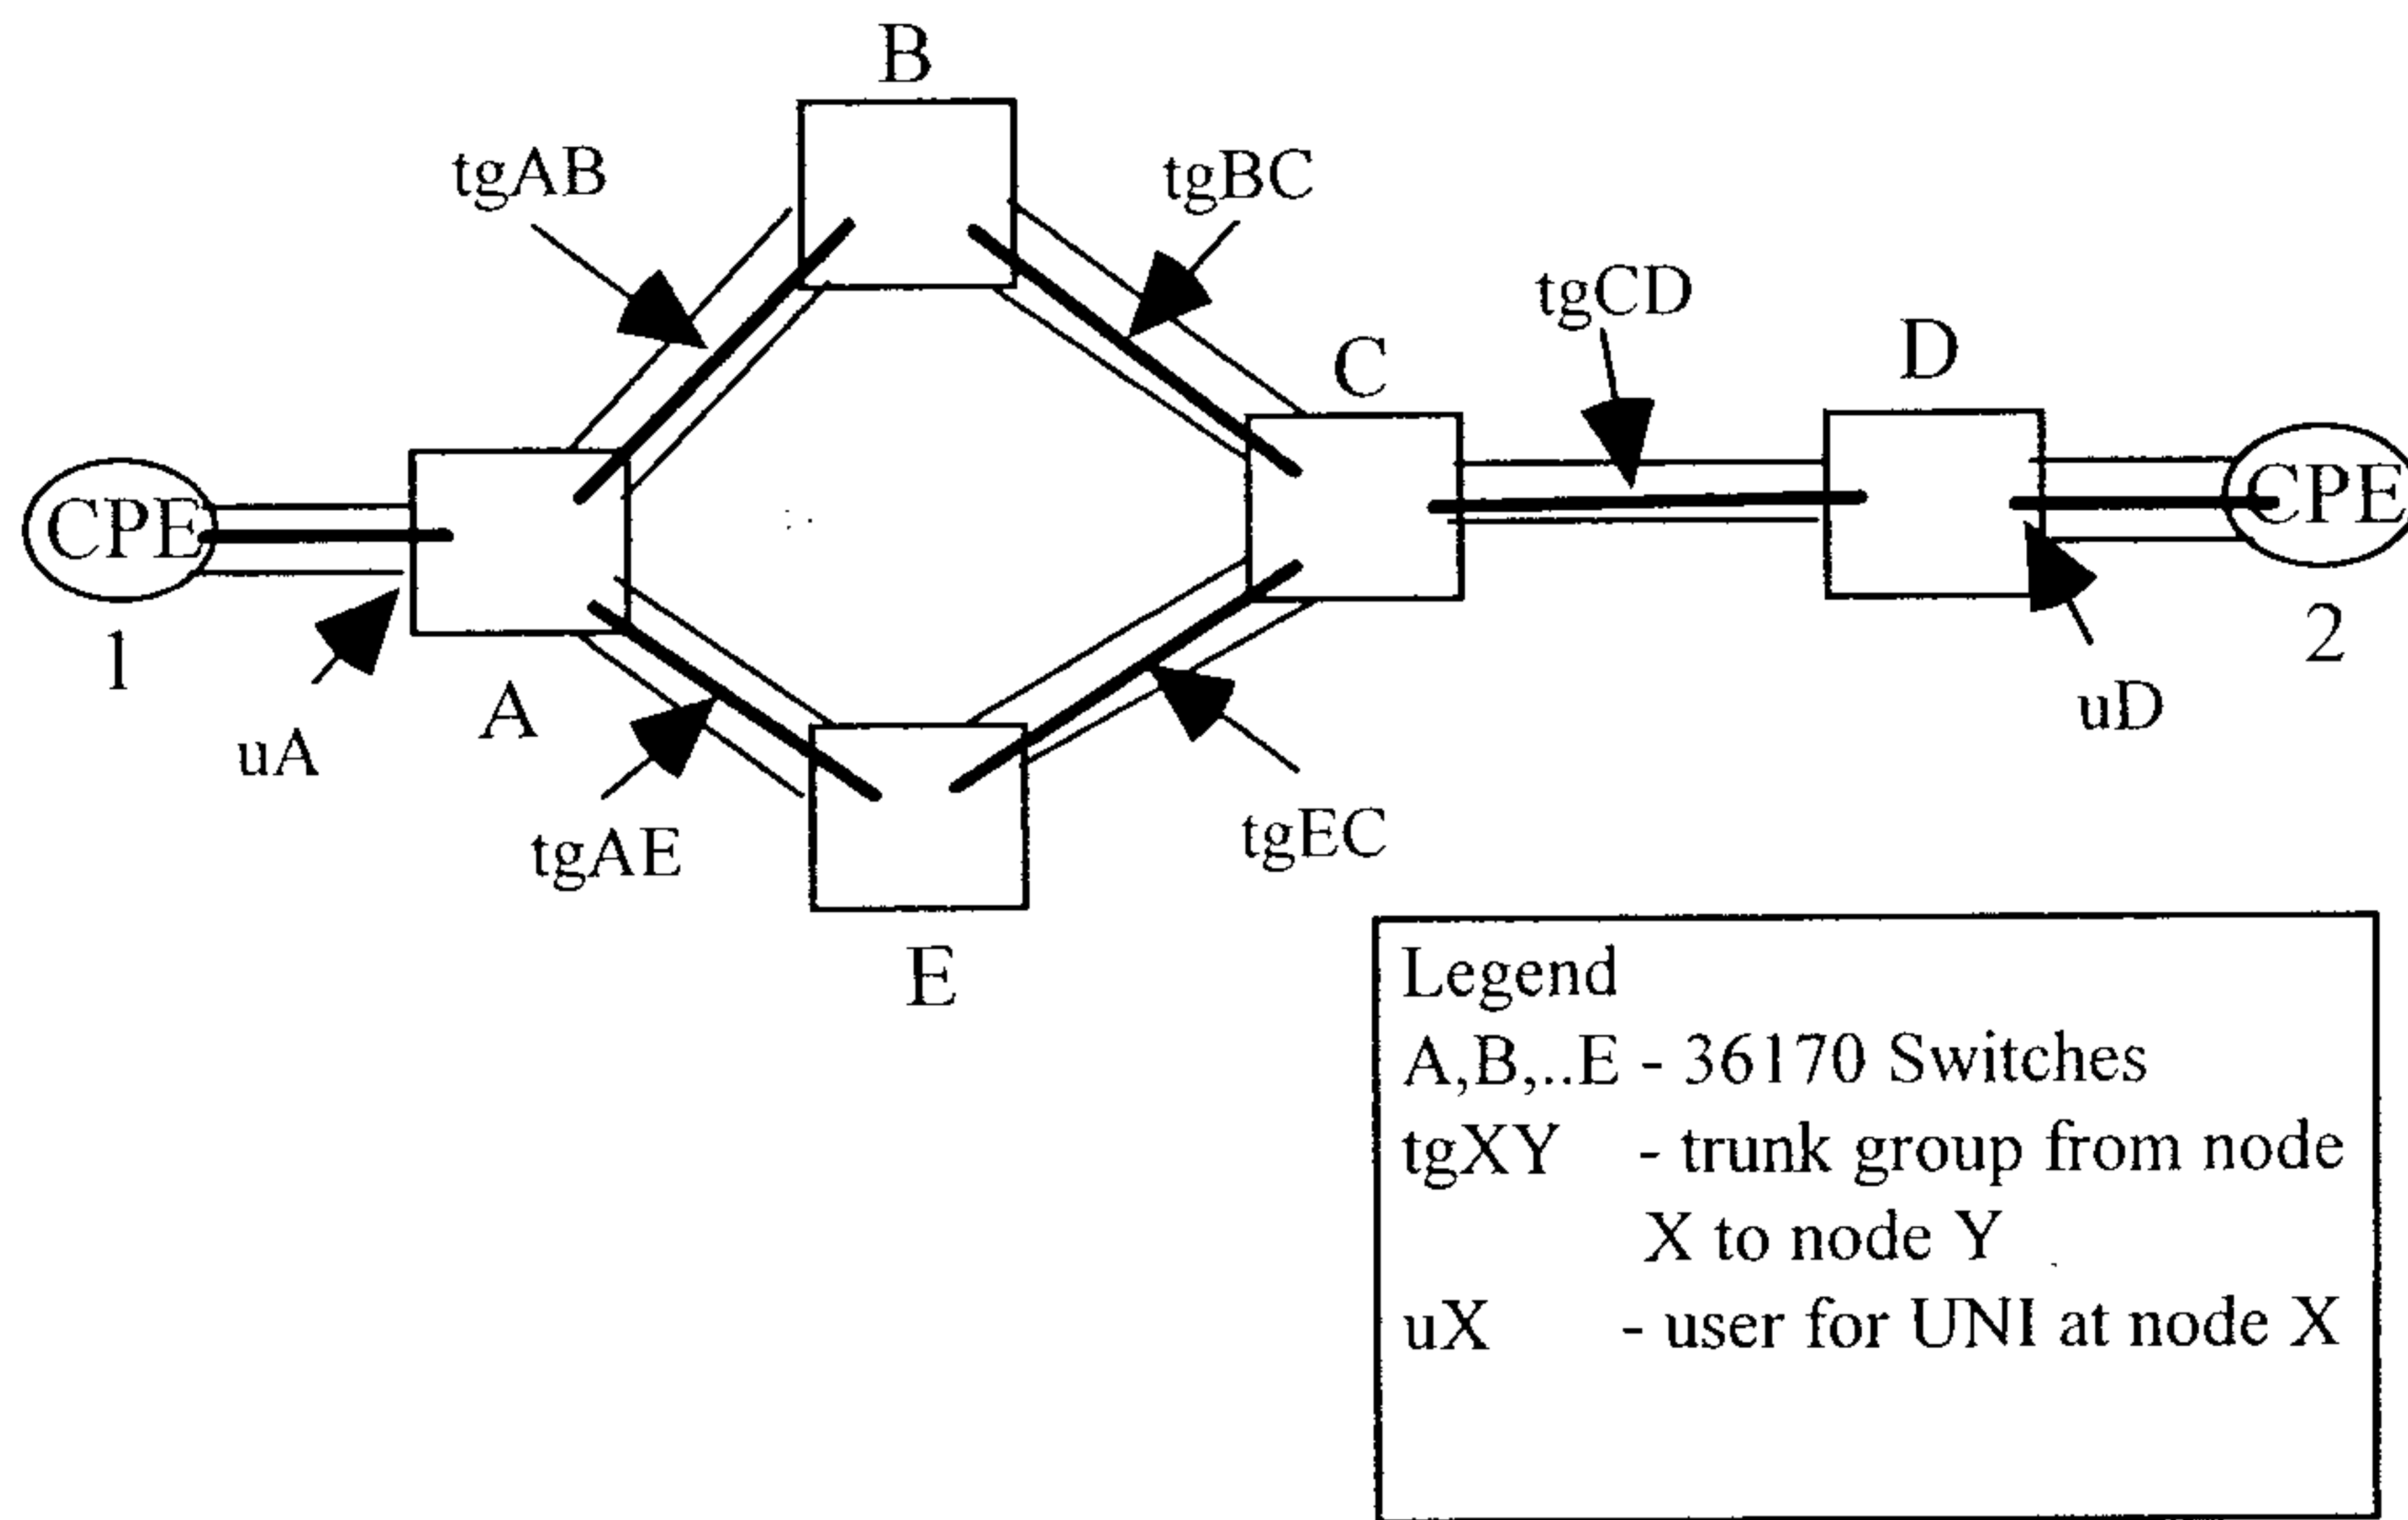 B
tgAB
tgBC
tgCD
C
D
CPE
CPE
1
2
A
uA
uD
tgAE
tgEC
E
Legend
A,B,..E - 36170 Switches
tgXY - trunk group from node
X to node Y
uX - user for UNI at node X